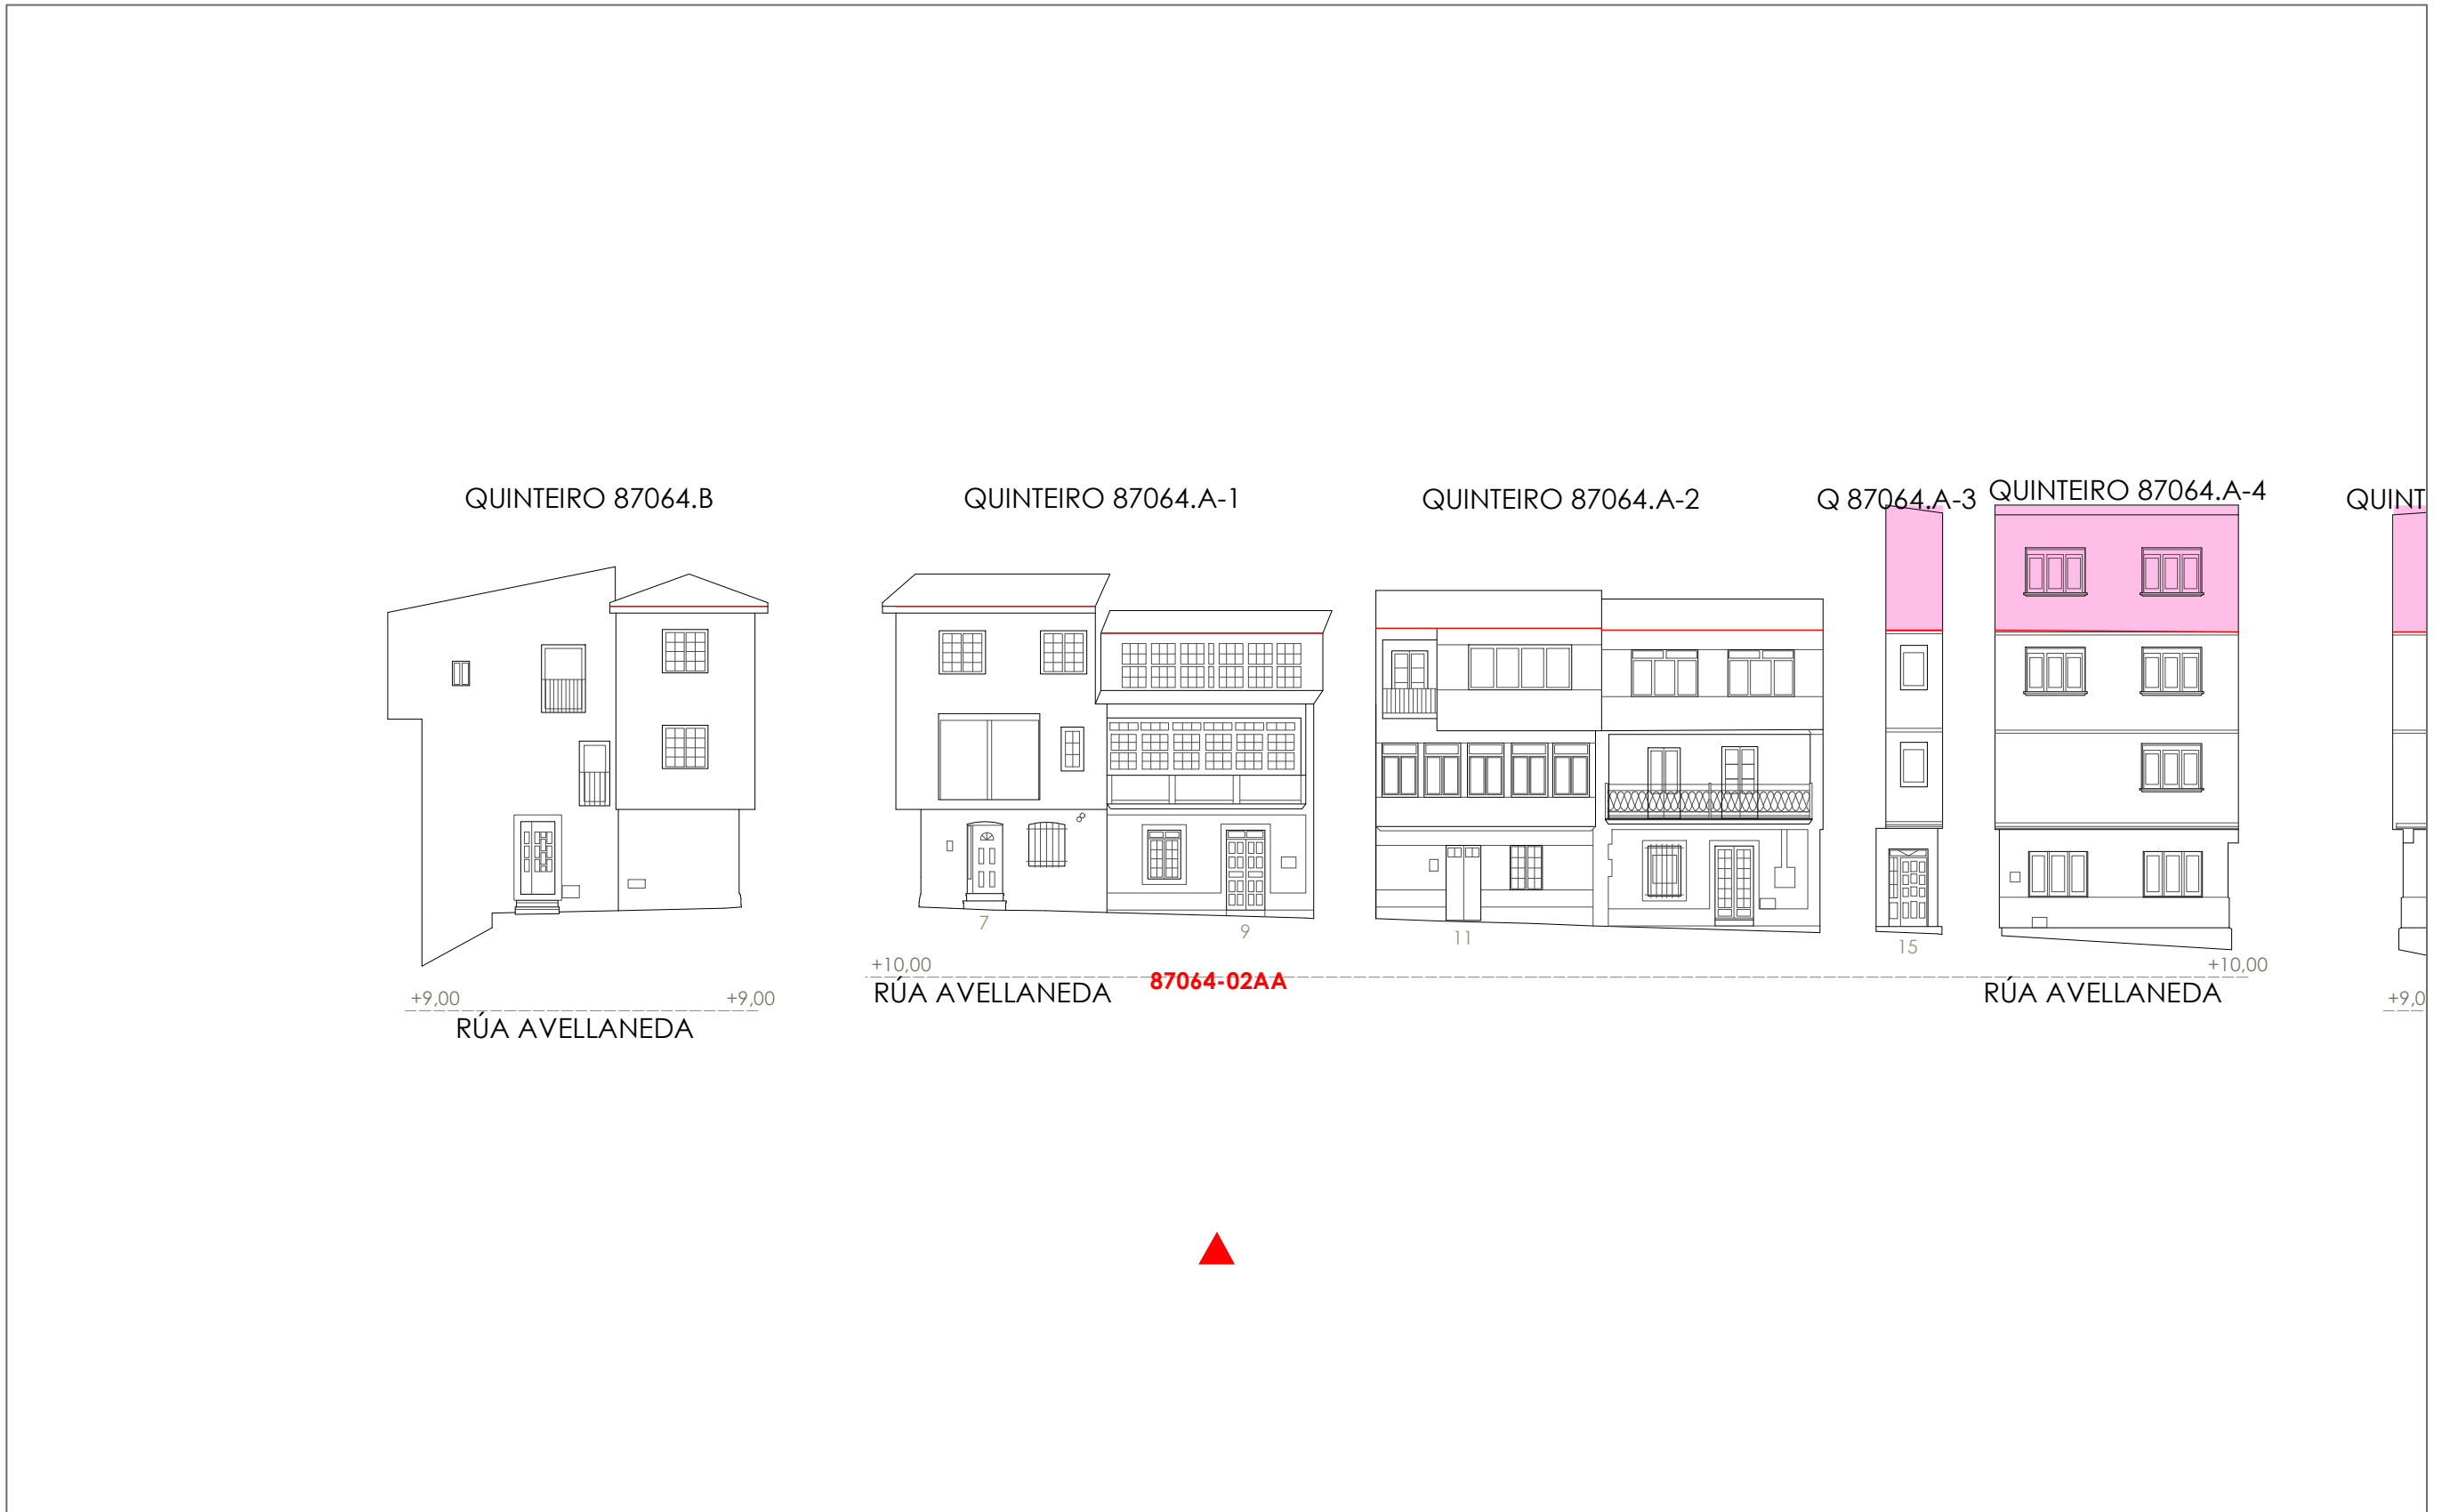 QUINTEIRO 87064.B
QUINTEIRO 87064.A-1
QUINTEIRO 87064.A-2
Q 87064.A-3
QUINTEIRO 87064.A-4
QUINT
7
9
11
15
+10,00
+10,00
RÚA AVELLANEDA
87064-02AA
RÚA AVELLANEDA
+9,00
+9,00
+9,0
RÚA AVELLANEDA